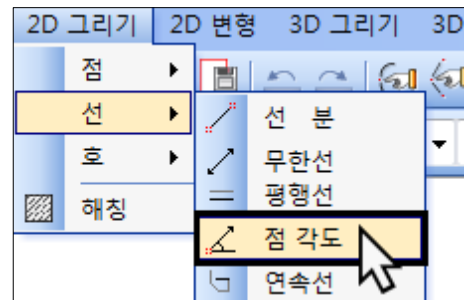 2D 그리기 2D 변형 3D 그리기 3D
점
선
호
해칭
선 분
무한선
평행선
점 각도
연속선